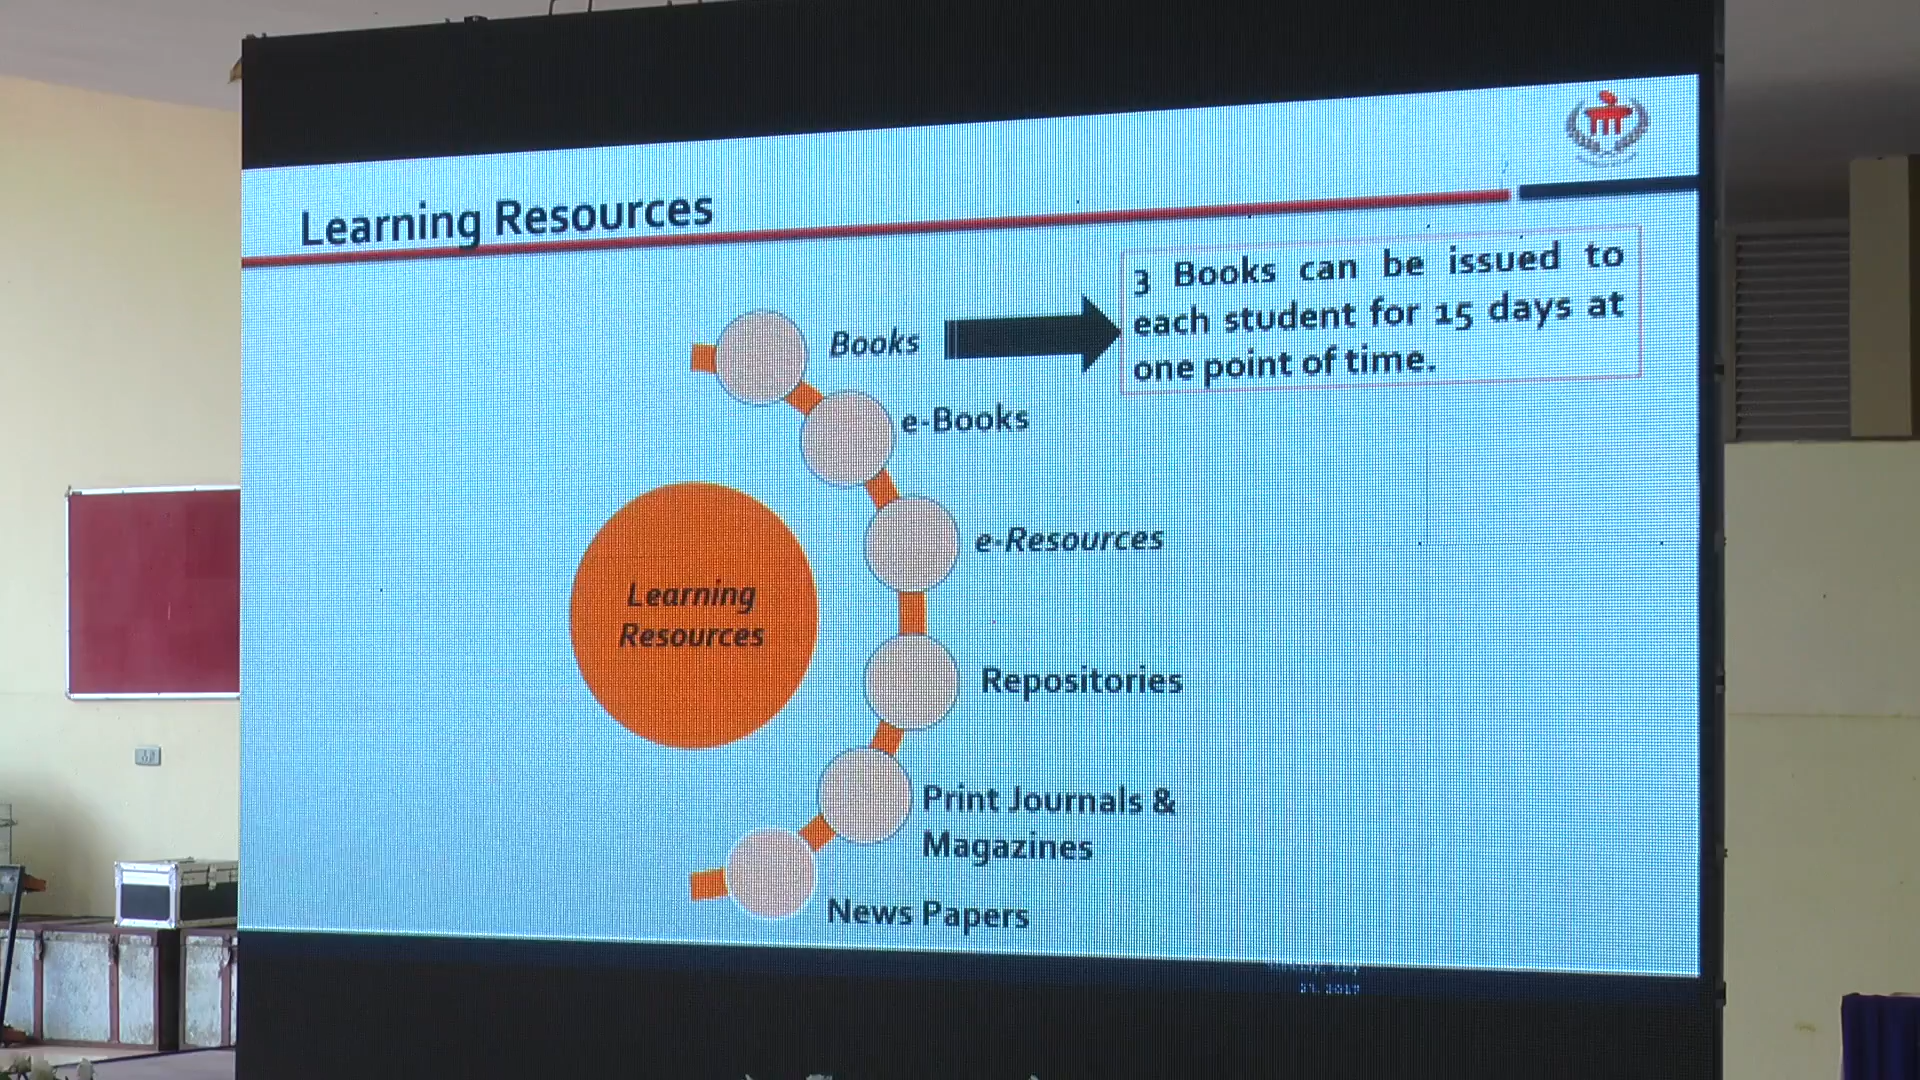 Learning Resources
3 Books can be issued to
each student for 15 days at
one point of time.
Books
e-Books
e-Resources
Learning
Resources
Repositories
Print Journals &
Magazines
News Papers